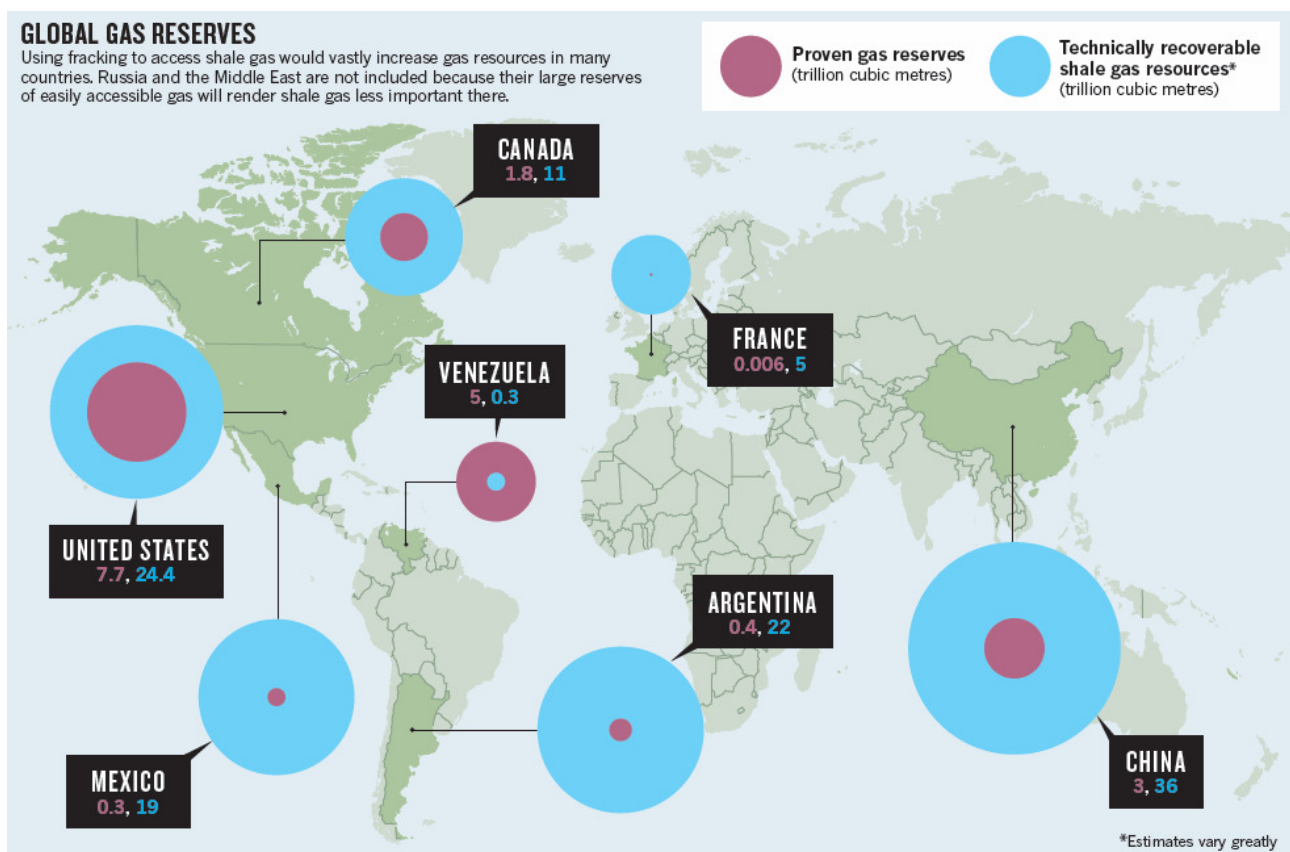 GLOBAL GAS RESERVES
Using fracking to access shale gas would vastly increase gas resources in many
countries. Russia and the Middle East are not included because their large reserves
of easily accessible gas will render shale gas less important there.
Proven gas reserves
(trillion cubic metres)
Technically recoverable
shale gas resources*
(trillion cubic metres)
CANADA
1.8, 11
FRANCE
0.006, 5
VENEZUELA
5, 0.3
UNITED STATES
7.7, 24.4
ARGENTINA
0.4, 22
MEXICO
0.3, 19
CHINA
3, 36
*Estimates vary greatly